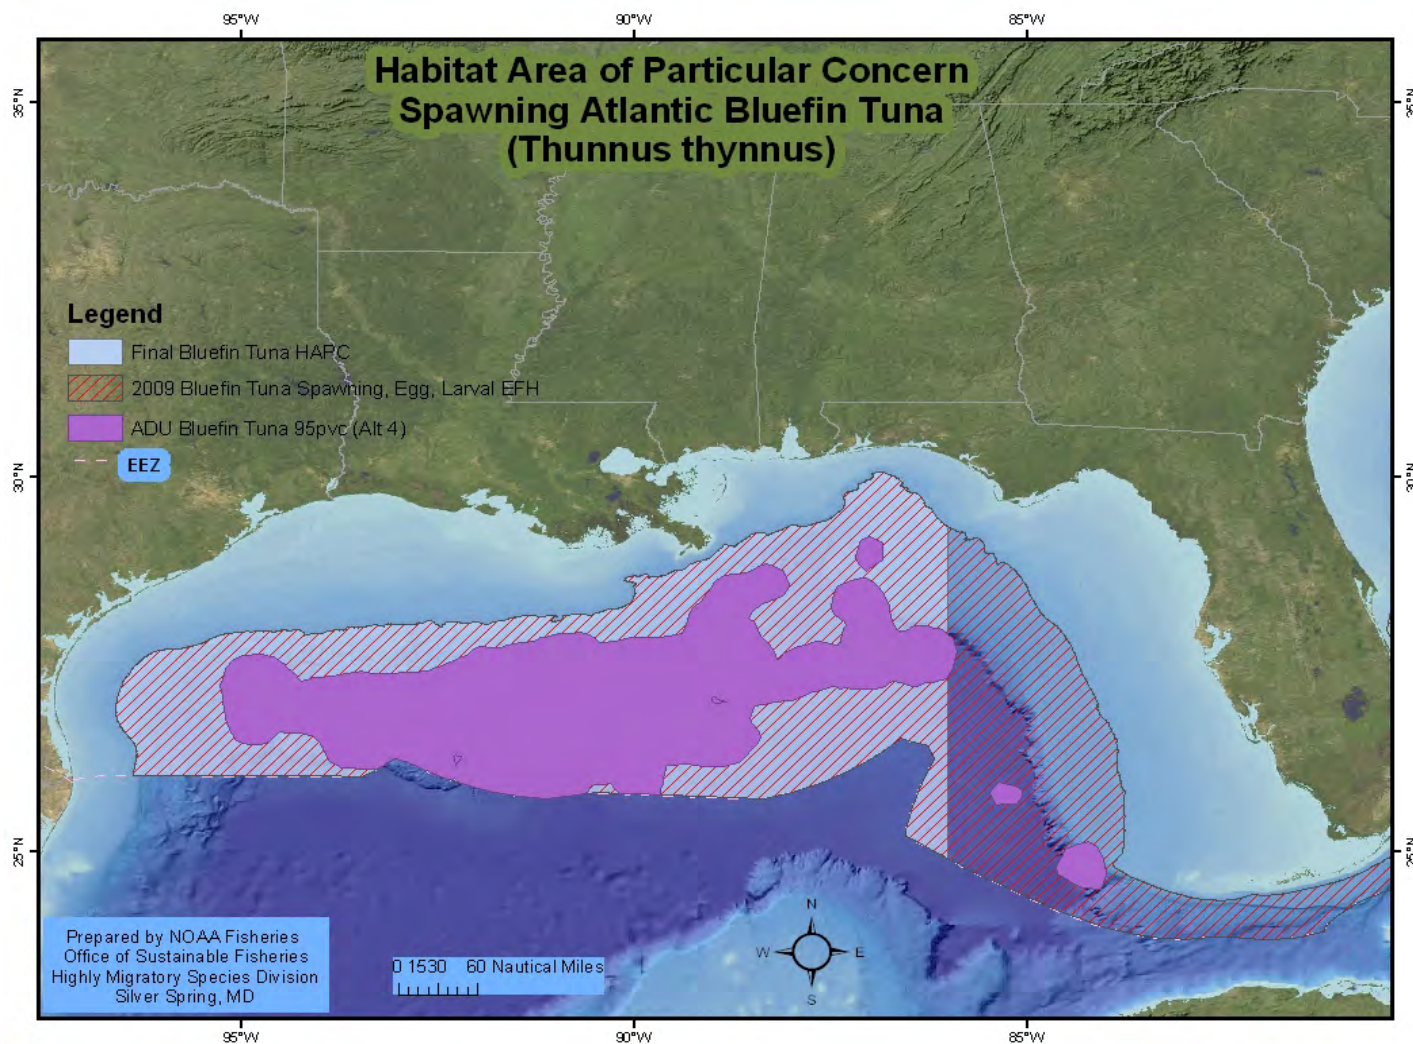 95°W 90°W 85°W
Habitat Area of Particular Concern
Spawning Atlantic Bluefin Tuna
(Thunnus thynnus)
35°N 35°N
Legend
Final Bluefin Tuna HAPC
2009 Bluefin Tuna Spawning, Egg, Larval EFH
ADU Bluefin Tuna 95pvc (Alt 4)
EEZ
30°N 30°N
25°N 25°N
N
W E
S
Prepared by NOAA Fisheries
Office of Sustainable Fisheries
Highly Migratory Species Division
Silver Spring, MD
0 1530 60 Nautical Miles
95°W 90°W 85°W